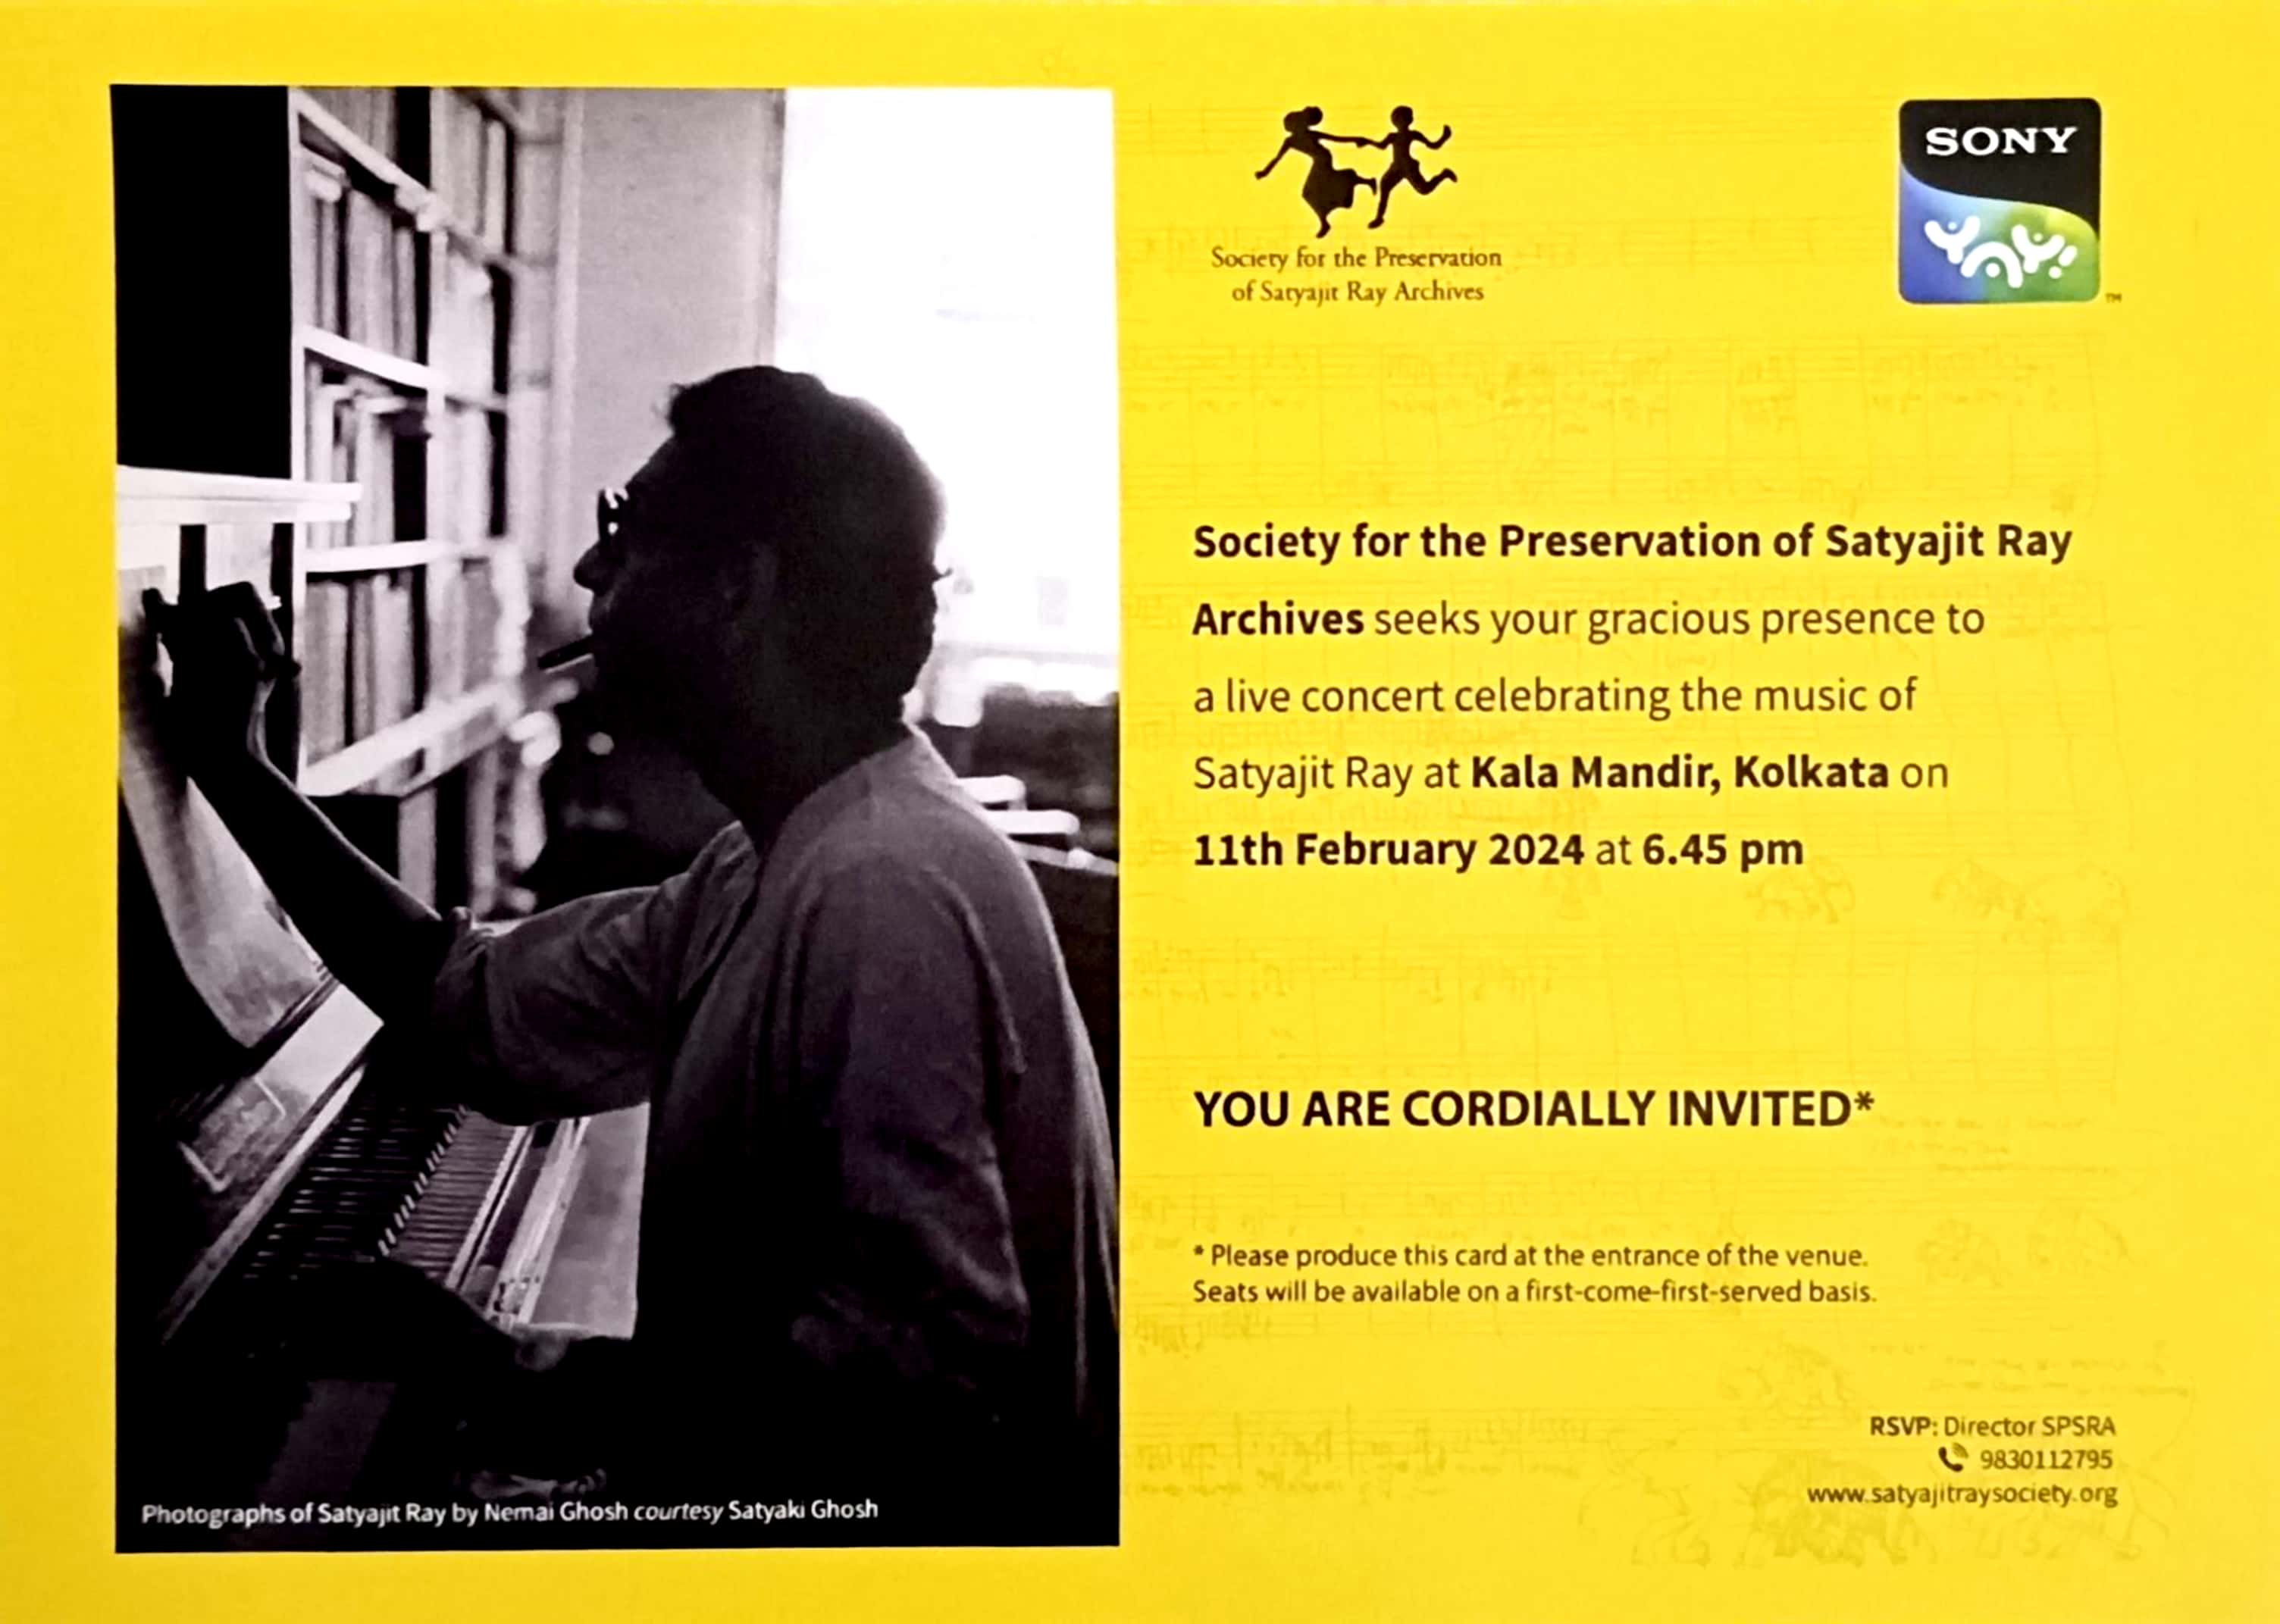 Society for the Preservation
of Satyajit Ray Archives
SONY
YAY!
TM
Society for the Preservation of Satyajit Ray
Archives seeks your gracious presence to
a live concert celebrating the music of
Satyajit Ray at Kala Mandir, Kolkata on
11th February 2024 at 6.45 pm
YOU ARE CORDIALLY INVITED*
* Please produce this card at the entrance of the venue.
Seats will be available on a first-come-first-served basis.
RSVP: Director SPSRA
9830112795
www.satyajitraysociety.org
Photographs of Satyajit Ray by Nemai Ghosh courtesy Satyaki Ghosh